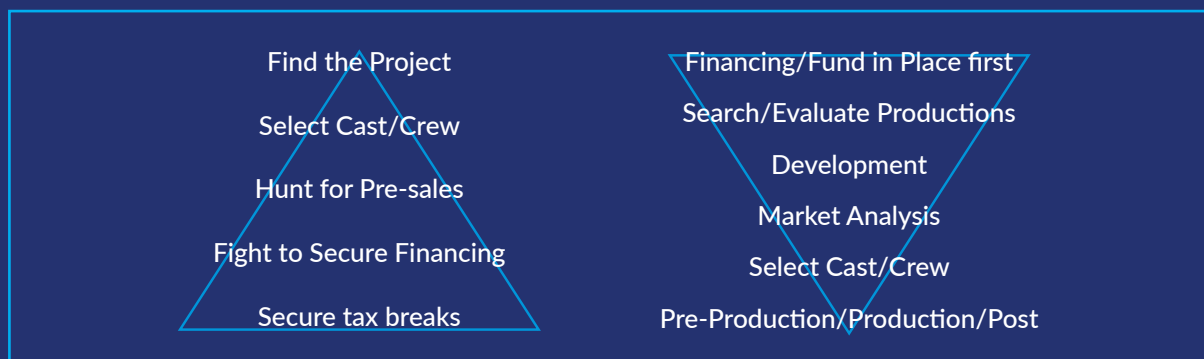 Find the Project
Select Cast/Crew
Hunt for Pre-sales
Fight to Secure Financing
Secure tax breaks
Financing/Fund in Place first
Search/Evaluate Productions
Development
Market Analysis
Select Cast/Crew
Pre-Production/Production/Post